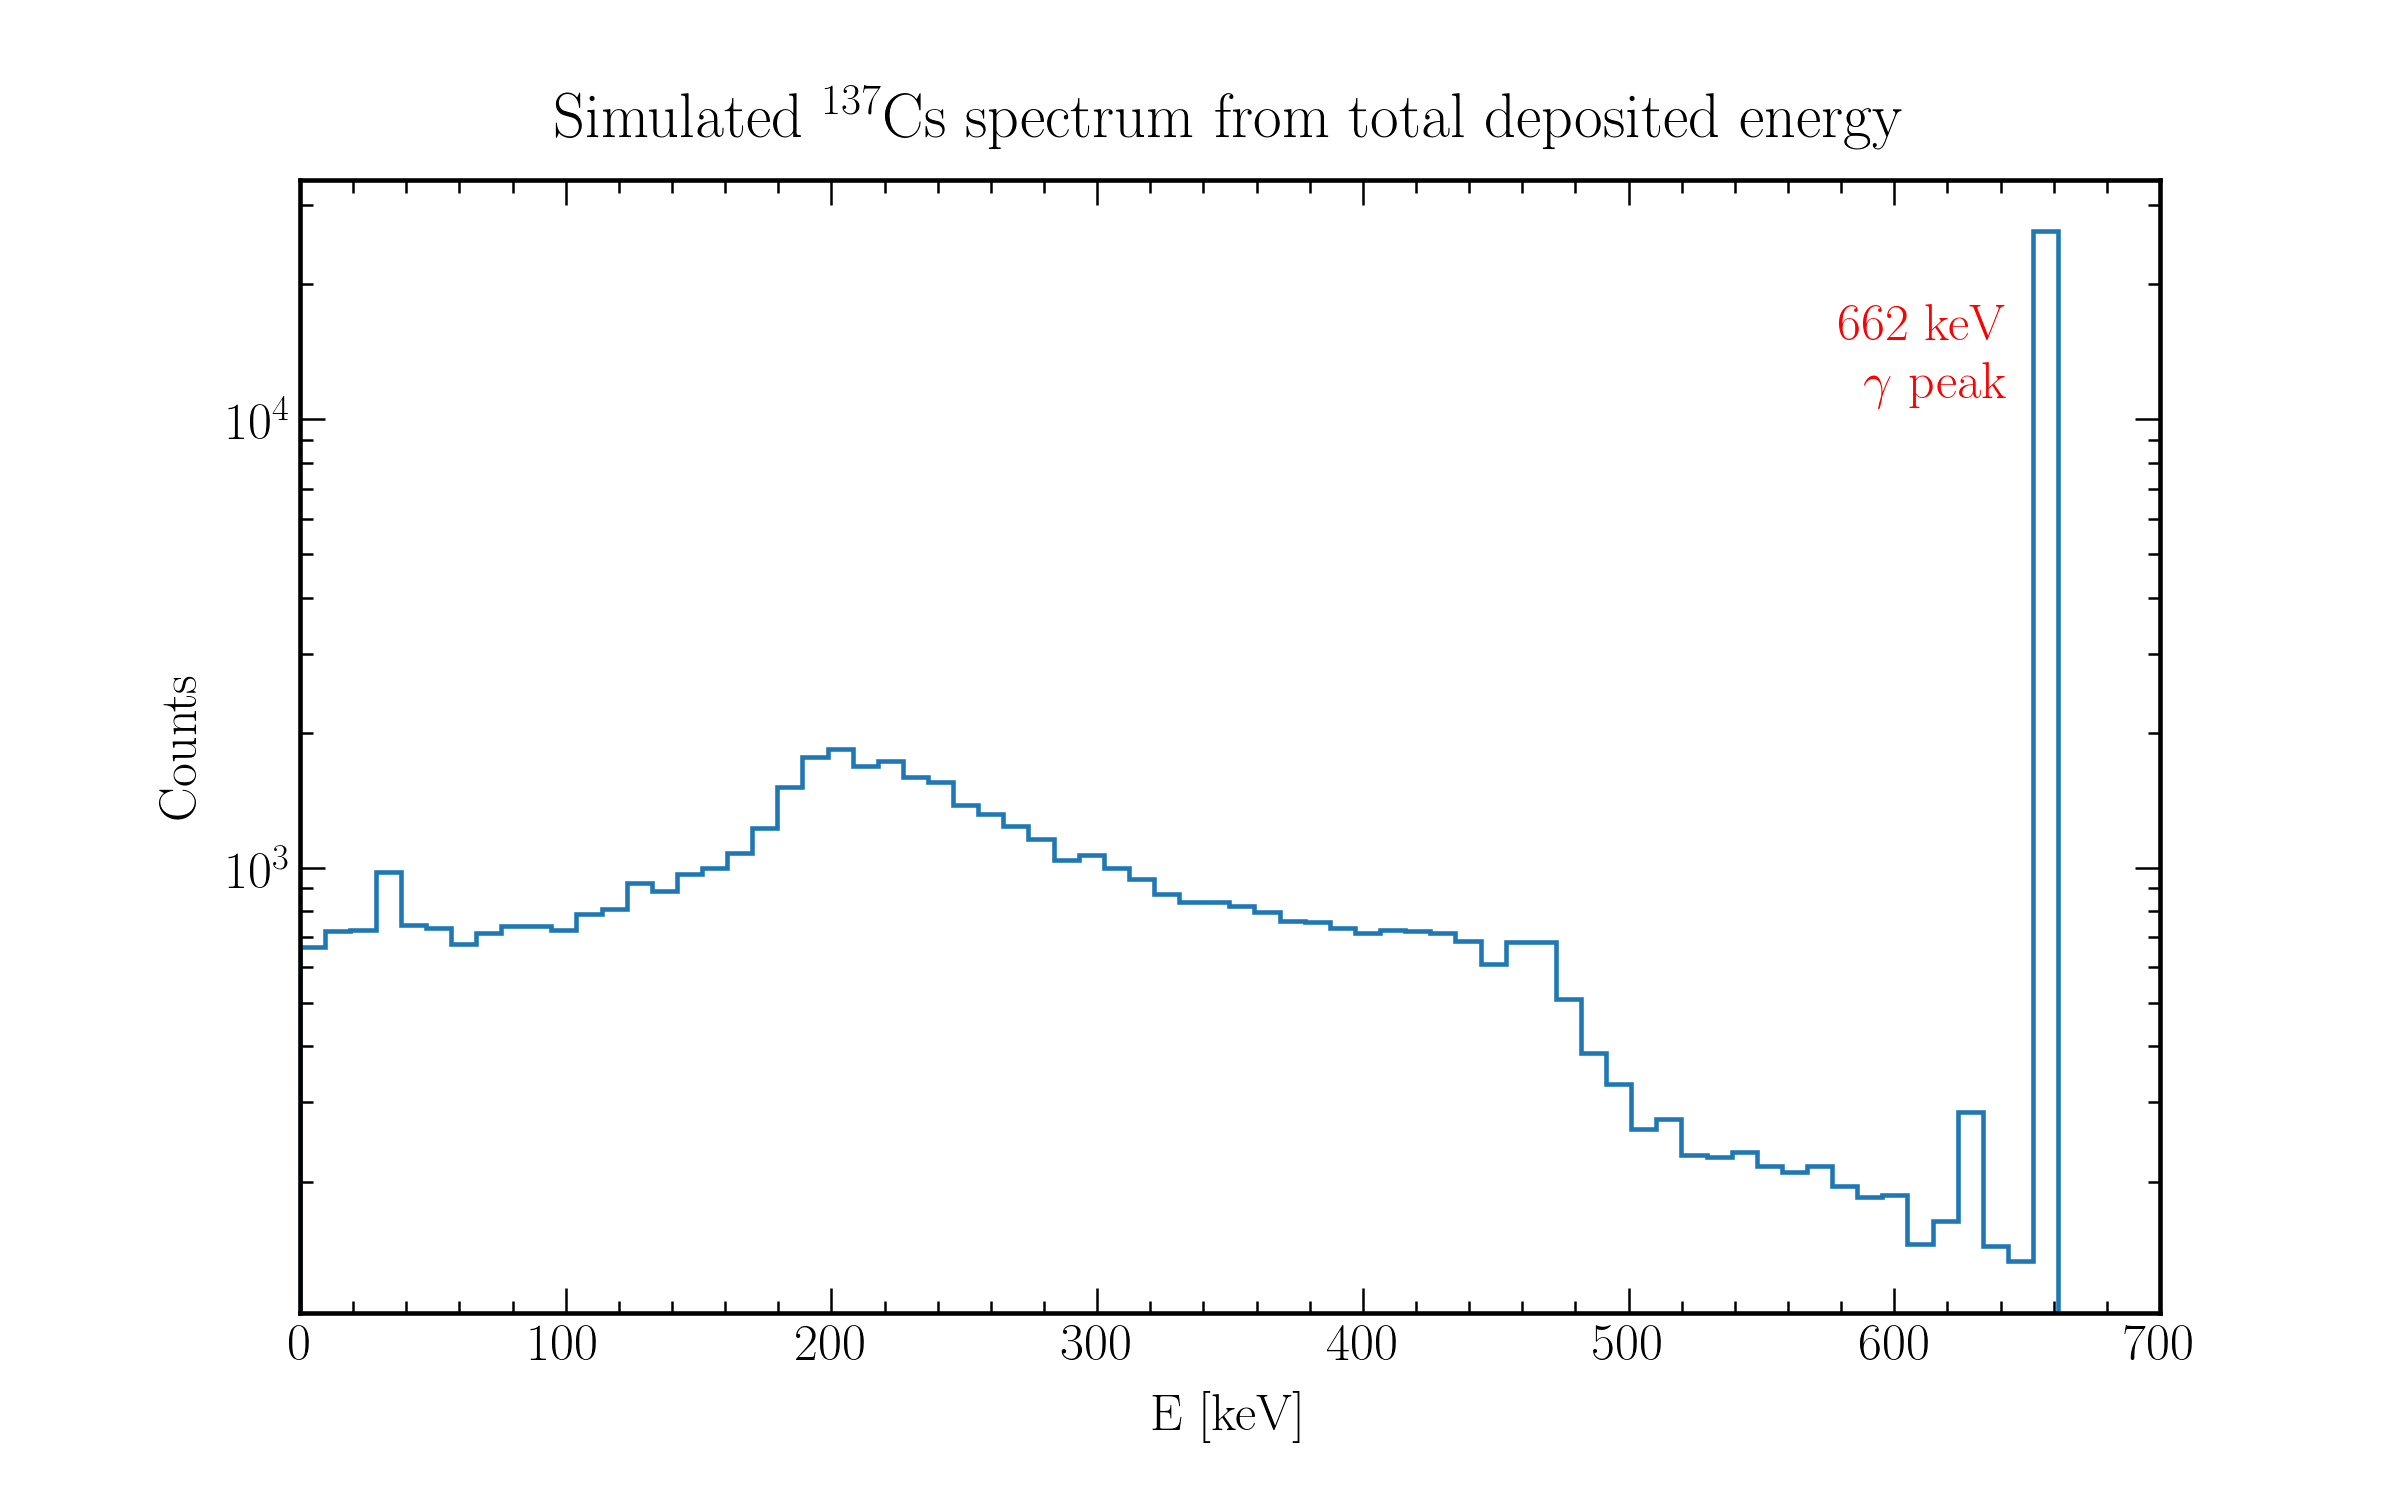 Simulated ¹³⁷Cs spectrum from total deposited energy
662 keV
γ peak
10⁴
10³
Counts
0 100 200 300 400 500 600 700
E [keV]